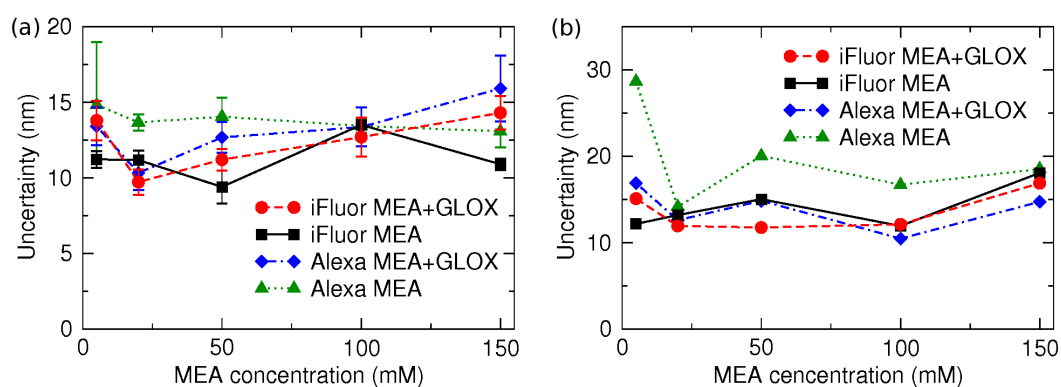 (a)
20
15
10
5
0
Uncertainty (nm)
0
50
100
150
MEA concentration (mM)
iFluor MEA+GLOX
iFluor MEA
Alexa MEA+GLOX
Alexa MEA
(b)
30
20
10
0
Uncertainty (nm)
0
50
100
150
MEA cencentration (mM)
iFluor MEA+GLOX
iFluor MEA
Alexa MEA+GLOX
Alexa MEA